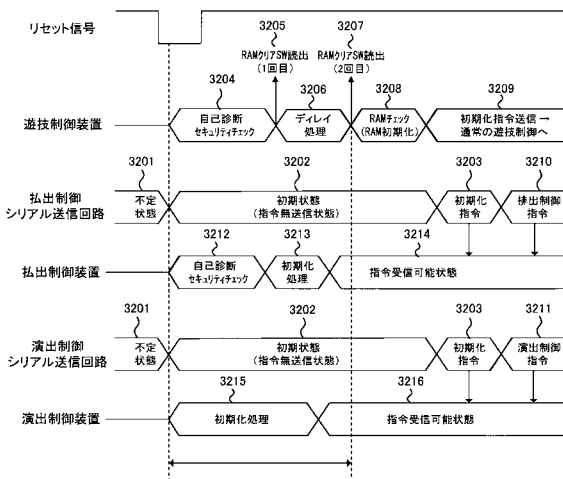 リセット信号
3205
3207
RAMクリアSW読出
(1回目)
RAMクリアSW読出
(2回目)
3204
3206
3208
3209
遊技制御装置
自己診断
セキュリティチェック
ディレイ
処理
RAMチェック
(RAM初期化)
初期化指令送信→
通常の遊技制御へ
3201
3202
3203
3210
払出制御
シリアル送信回路
不定
状態
初期状態
(指令無送信状態)
初期化
指令
排出制御
指令
3212
3213
3214
払出制御装置
自己診断
セキュリティチェック
初期化
処理
指令受信可能状態
3201
3202
3203
3211
演出制御
シリアル送信回路
不定
状態
初期状態
(指令無送信状態)
初期化
指令
演出制御
指令
3215
3216
演出制御装置
初期化処理
指令受信可能状態